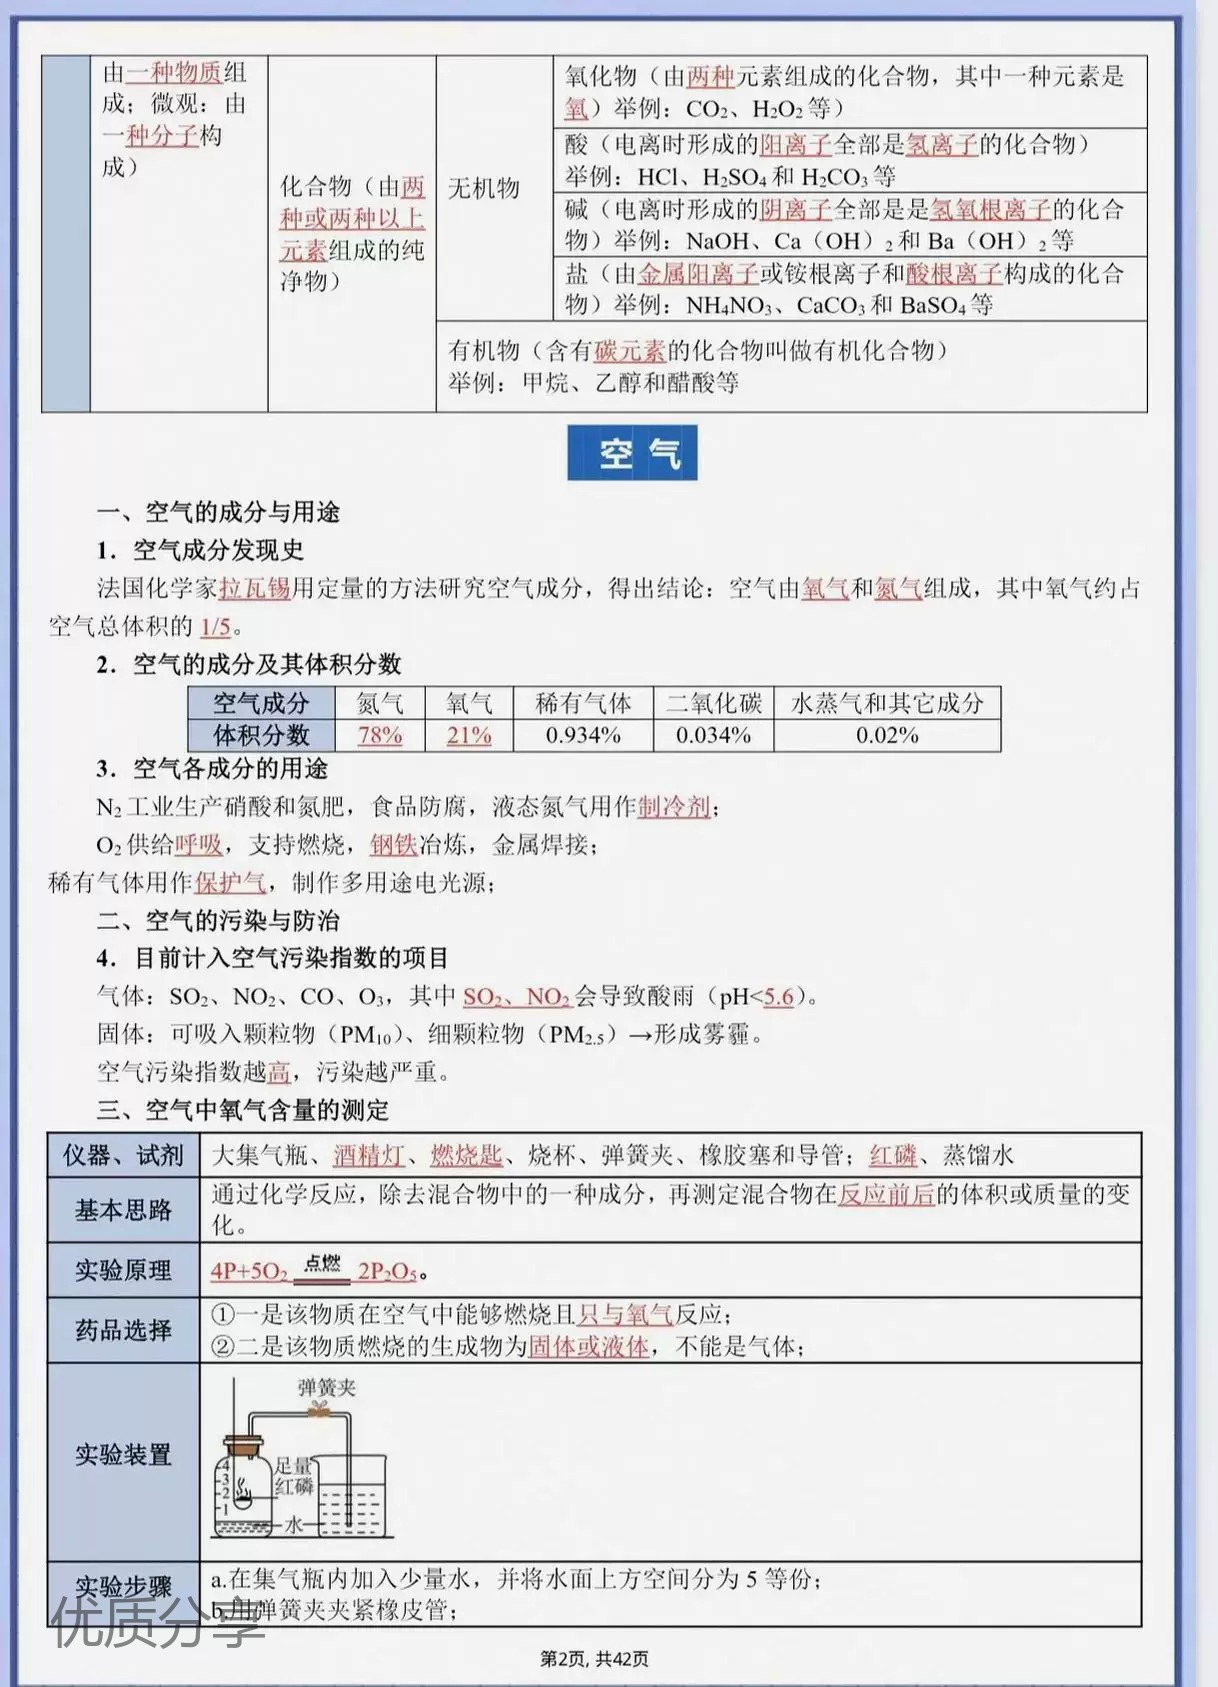 由一种物质组
成；微观：由
一种分子构
成）
化合物（由两
种或两种以上
元素组成的纯
净物）
无机物
氧化物（由两种元素组成的化合物，其中一种元素是
氧）举例：CO₂、H₂O₂ 等）
酸（电离时形成的阳离子全部是氢离子的化合物）
举例：HCl、H₂SO₄ 和 H₂CO₃ 等
碱（电离时形成的阴离子全部是是氢氧根离子的化合
物）举例：NaOH、Ca（OH）₂ 和 Ba（OH）₂ 等
盐（由金属阳离子或铵根离子和酸根离子构成的化合
物）举例：NH₄NO₃、CaCO₃ 和 BaSO₄ 等
有机物（含有碳元素的化合物叫做有机化合物）
举例：甲烷、乙醇和醋酸等
空气
一、空气的成分与用途
1．空气成分发现史
法国化学家拉瓦锡用定量的方法研究空气成分，得出结论：空气由氧气和氮气组成，其中氧气约占
空气总体积的 1/5。
2．空气的成分及其体积分数
空气成分 氮气 氧气 稀有气体 二氧化碳 水蒸气和其它成分
体积分数 78% 21% 0.934% 0.034% 0.02%
3．空气各成分的用途
N₂ 工业生产硝酸和氮肥，食品防腐，液态氮气用作制冷剂；
O₂ 供给呼吸，支持燃烧，钢铁冶炼，金属焊接；
稀有气体用作保护气，制作多用途电光源；
二、空气的污染与防治
4．目前计入空气污染指数的项目
气体：SO₂、NO₂、CO、O₃，其中 SO₂、NO₂ 会导致酸雨（pH<5.6）。
固体：可吸入颗粒物（PM₁₀）、细颗粒物（PM₂.₅）→形成雾霾。
空气污染指数越高，污染越严重。
三、空气中氧气含量的测定
仪器、试剂 大集气瓶、酒精灯、燃烧匙、烧杯、弹簧夹、橡胶塞和导管；红磷、蒸馏水
基本思路 通过化学反应，除去混合物中的一种成分，再测定混合物在反应前后的体积或质量的变
化。
实验原理 4P+5O₂ 点燃 2P₂O₅。
药品选择 ①一是该物质在空气中能够燃烧且只与氧气反应；
②二是该物质燃烧的生成物为固体或液体，不能是气体；
实验装置
弹簧夹
足量
红磷
4
3
2
1
水
实验步骤 a.在集气瓶内加入少量水，并将水面上方空间分为 5 等份；
b.用弹簧夹夹紧橡皮管；
优质分享
第2页, 共42页